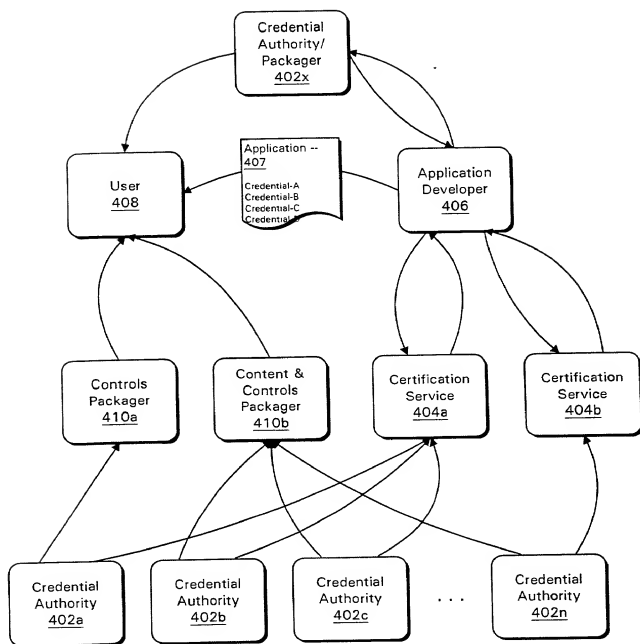 Credential
Authority/
Packager
402x
Application --
407
Credential-A
Credential-B
Credential-C
Credential-D
User
408
Application
Developer
406
Controls
Packager
410a
Content &
Controls
Packager
410b
Certification
Service
404a
Certification
Service
404b
Credential
Authority
402a
Credential
Authority
402b
Credential
Authority
402c
. . .
Credential
Authority
402n